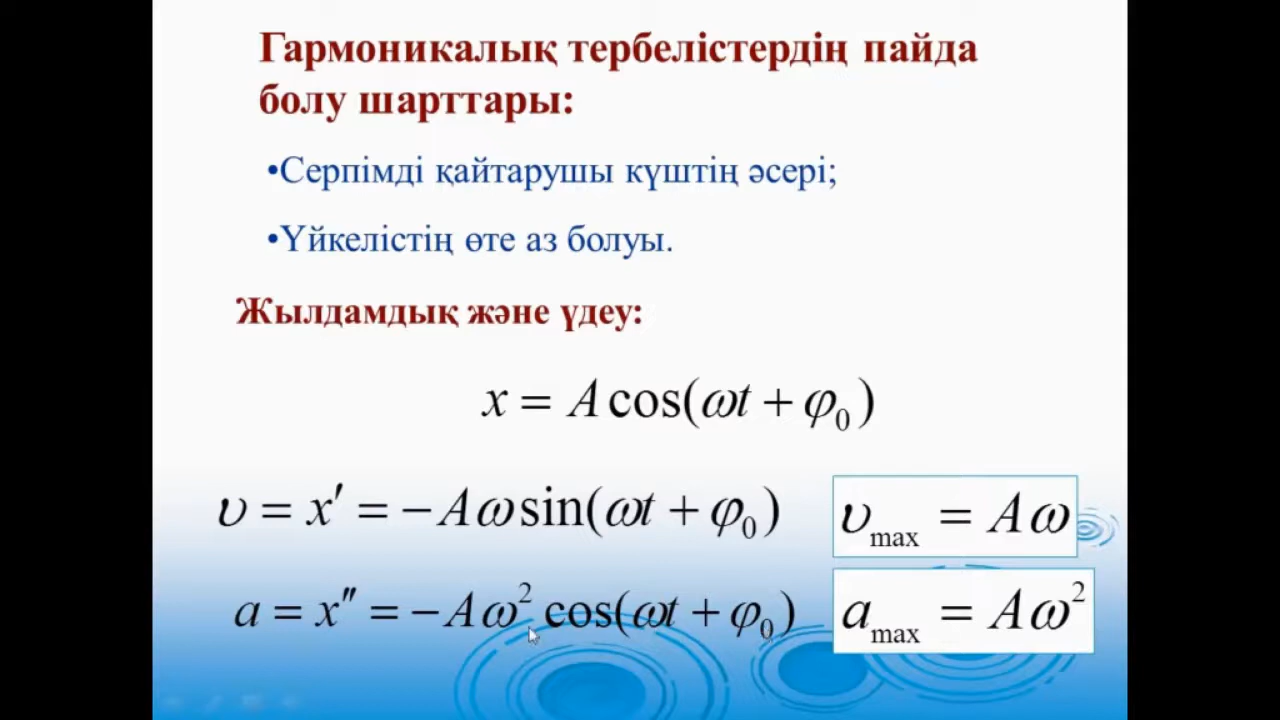 Гармоникалық тербелістердің пайда
болу шарттары:
•Серпімді қайтарушы күштің әсері;
•Үйкелістің өте аз болуы.
Жылдамдық және үдеу:
x = A cos(ωt + φ₀)
υ = x′ = −Aω sin(ωt + φ₀) υmax = Aω
a = x″ = −Aω² cos(ωt + φ₀) amax = Aω²